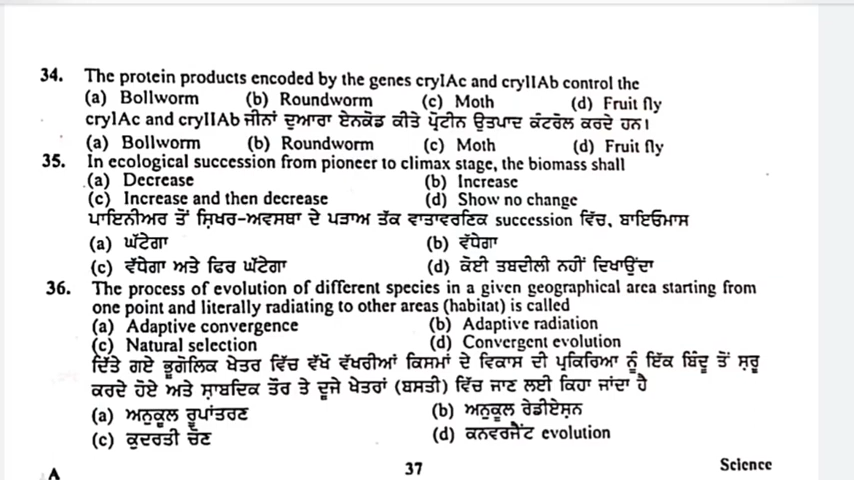 34. The protein products encoded by the genes cryIAc and cryIIAb control the
(a) Bollworm (b) Roundworm (c) Moth (d) Fruit fly
cryIAc and cryIIAb ਜੀਨਾਂ ਦੁਆਰਾ ਏਨਕੋਡ ਕੀਤੇ ਪ੍ਰੋਟੀਨ ਉਤਪਾਦ ਕੰਟਰੋਲ ਕਰਦੇ ਹਨ।
(a) Bollworm (b) Roundworm (c) Moth (d) Fruit fly
35. In ecological succession from pioneer to climax stage, the biomass shall
(a) Decrease (b) Increase
(c) Increase and then decrease (d) Show no change
ਪਾਇਨੀਅਰ ਤੋਂ ਸ਼ਿਖਰ-ਅਵਸਥਾ ਦੇ ਪੜਾਅ ਤੱਕ ਵਾਤਾਵਰਣਿਕ succession ਵਿੱਚ, ਬਾਇਓਮਾਸ
(a) ਘੱਟੇਗਾ (b) ਵੱਧੇਗਾ
(c) ਵੱਧੇਗਾ ਅਤੇ ਫਿਰ ਘੱਟੇਗਾ (d) ਕੋਈ ਤਬਦੀਲੀ ਨਹੀਂ ਦਿਖਾਉਂਦਾ
36. The process of evolution of different species in a given geographical area starting from
one point and literally radiating to other areas (habitat) is called
(a) Adaptive convergence (b) Adaptive radiation
(c) Natural selection (d) Convergent evolution
ਦਿੱਤੇ ਗਏ ਭੂਗੋਲਿਕ ਖੇਤਰ ਵਿੱਚ ਵੱਖੋ ਵੱਖਰੀਆਂ ਕਿਸਮਾਂ ਦੇ ਵਿਕਾਸ ਦੀ ਪ੍ਰਕਿਰਿਆ ਨੂੰ ਇੱਕ ਬਿੰਦੂ ਤੋਂ ਸ਼ੁਰੂ
ਕਰਦੇ ਹੋਏ ਅਤੇ ਸ਼ਾਬਦਿਕ ਤੌਰ ਤੇ ਦੂਜੇ ਖੇਤਰਾਂ (ਬਸਤੀ) ਵਿੱਚ ਜਾਣ ਲਈ ਕਿਹਾ ਜਾਂਦਾ ਹੈ
(a) ਅਨੁਕੂਲ ਰੂਪਾਂਤਰਣ (b) ਅਨੁਕੂਲ ਰੇਡੀਏਸ਼ਨ
(c) ਕੁਦਰਤੀ ਚੋਣ (d) ਕਨਵਰਜੈਂਟ evolution
A 37 Science